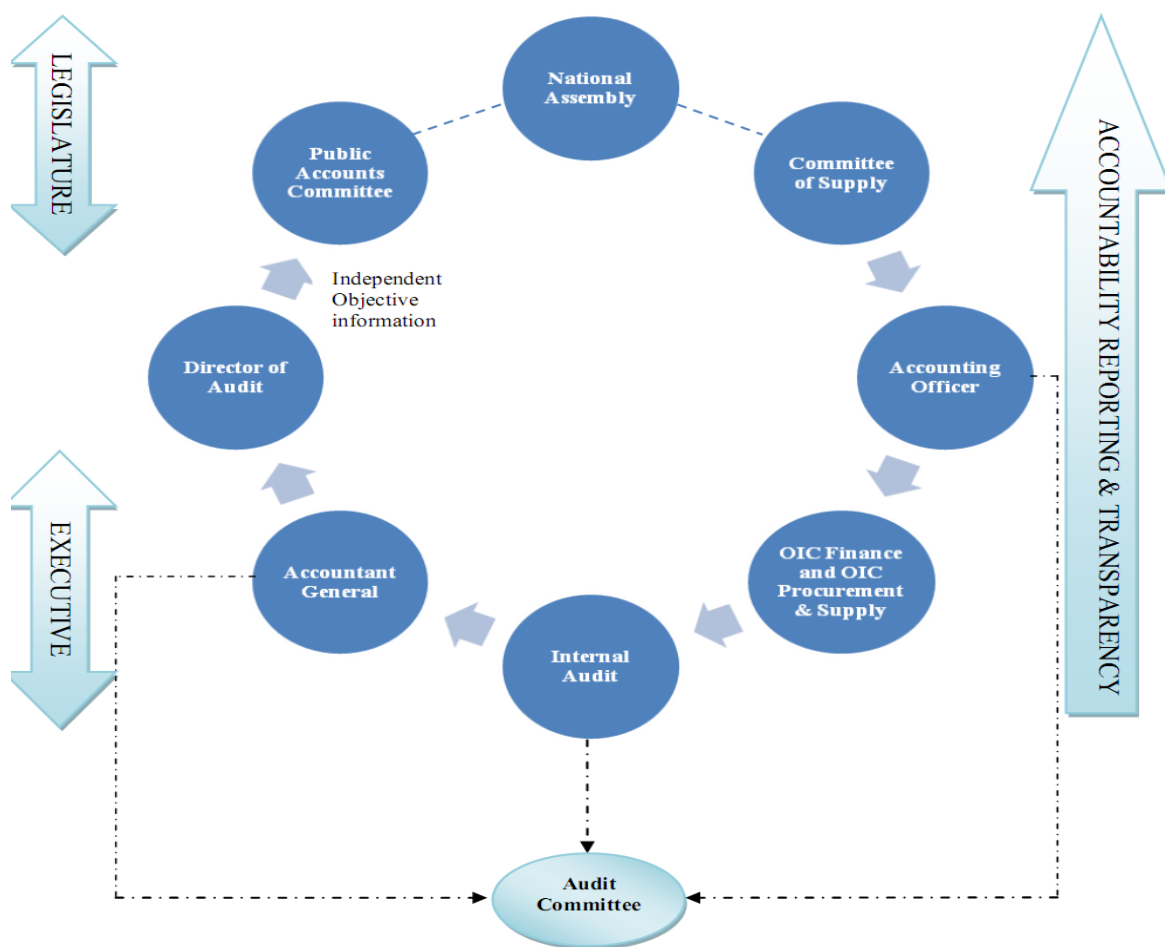 LEGISLATURE
National
Assembly
Public
Accounts
Committee
Committee
of Supply
ACCOUNTABILITY REPORTING & TRANSPARENCY
Independent
Objective
information
Director of
Audit
Accounting
Officer
EXECUTIVE
Accountant
General
OIC Finance
and OIC
Procurement
& Supply
Internal
Audit
Audit
Committee